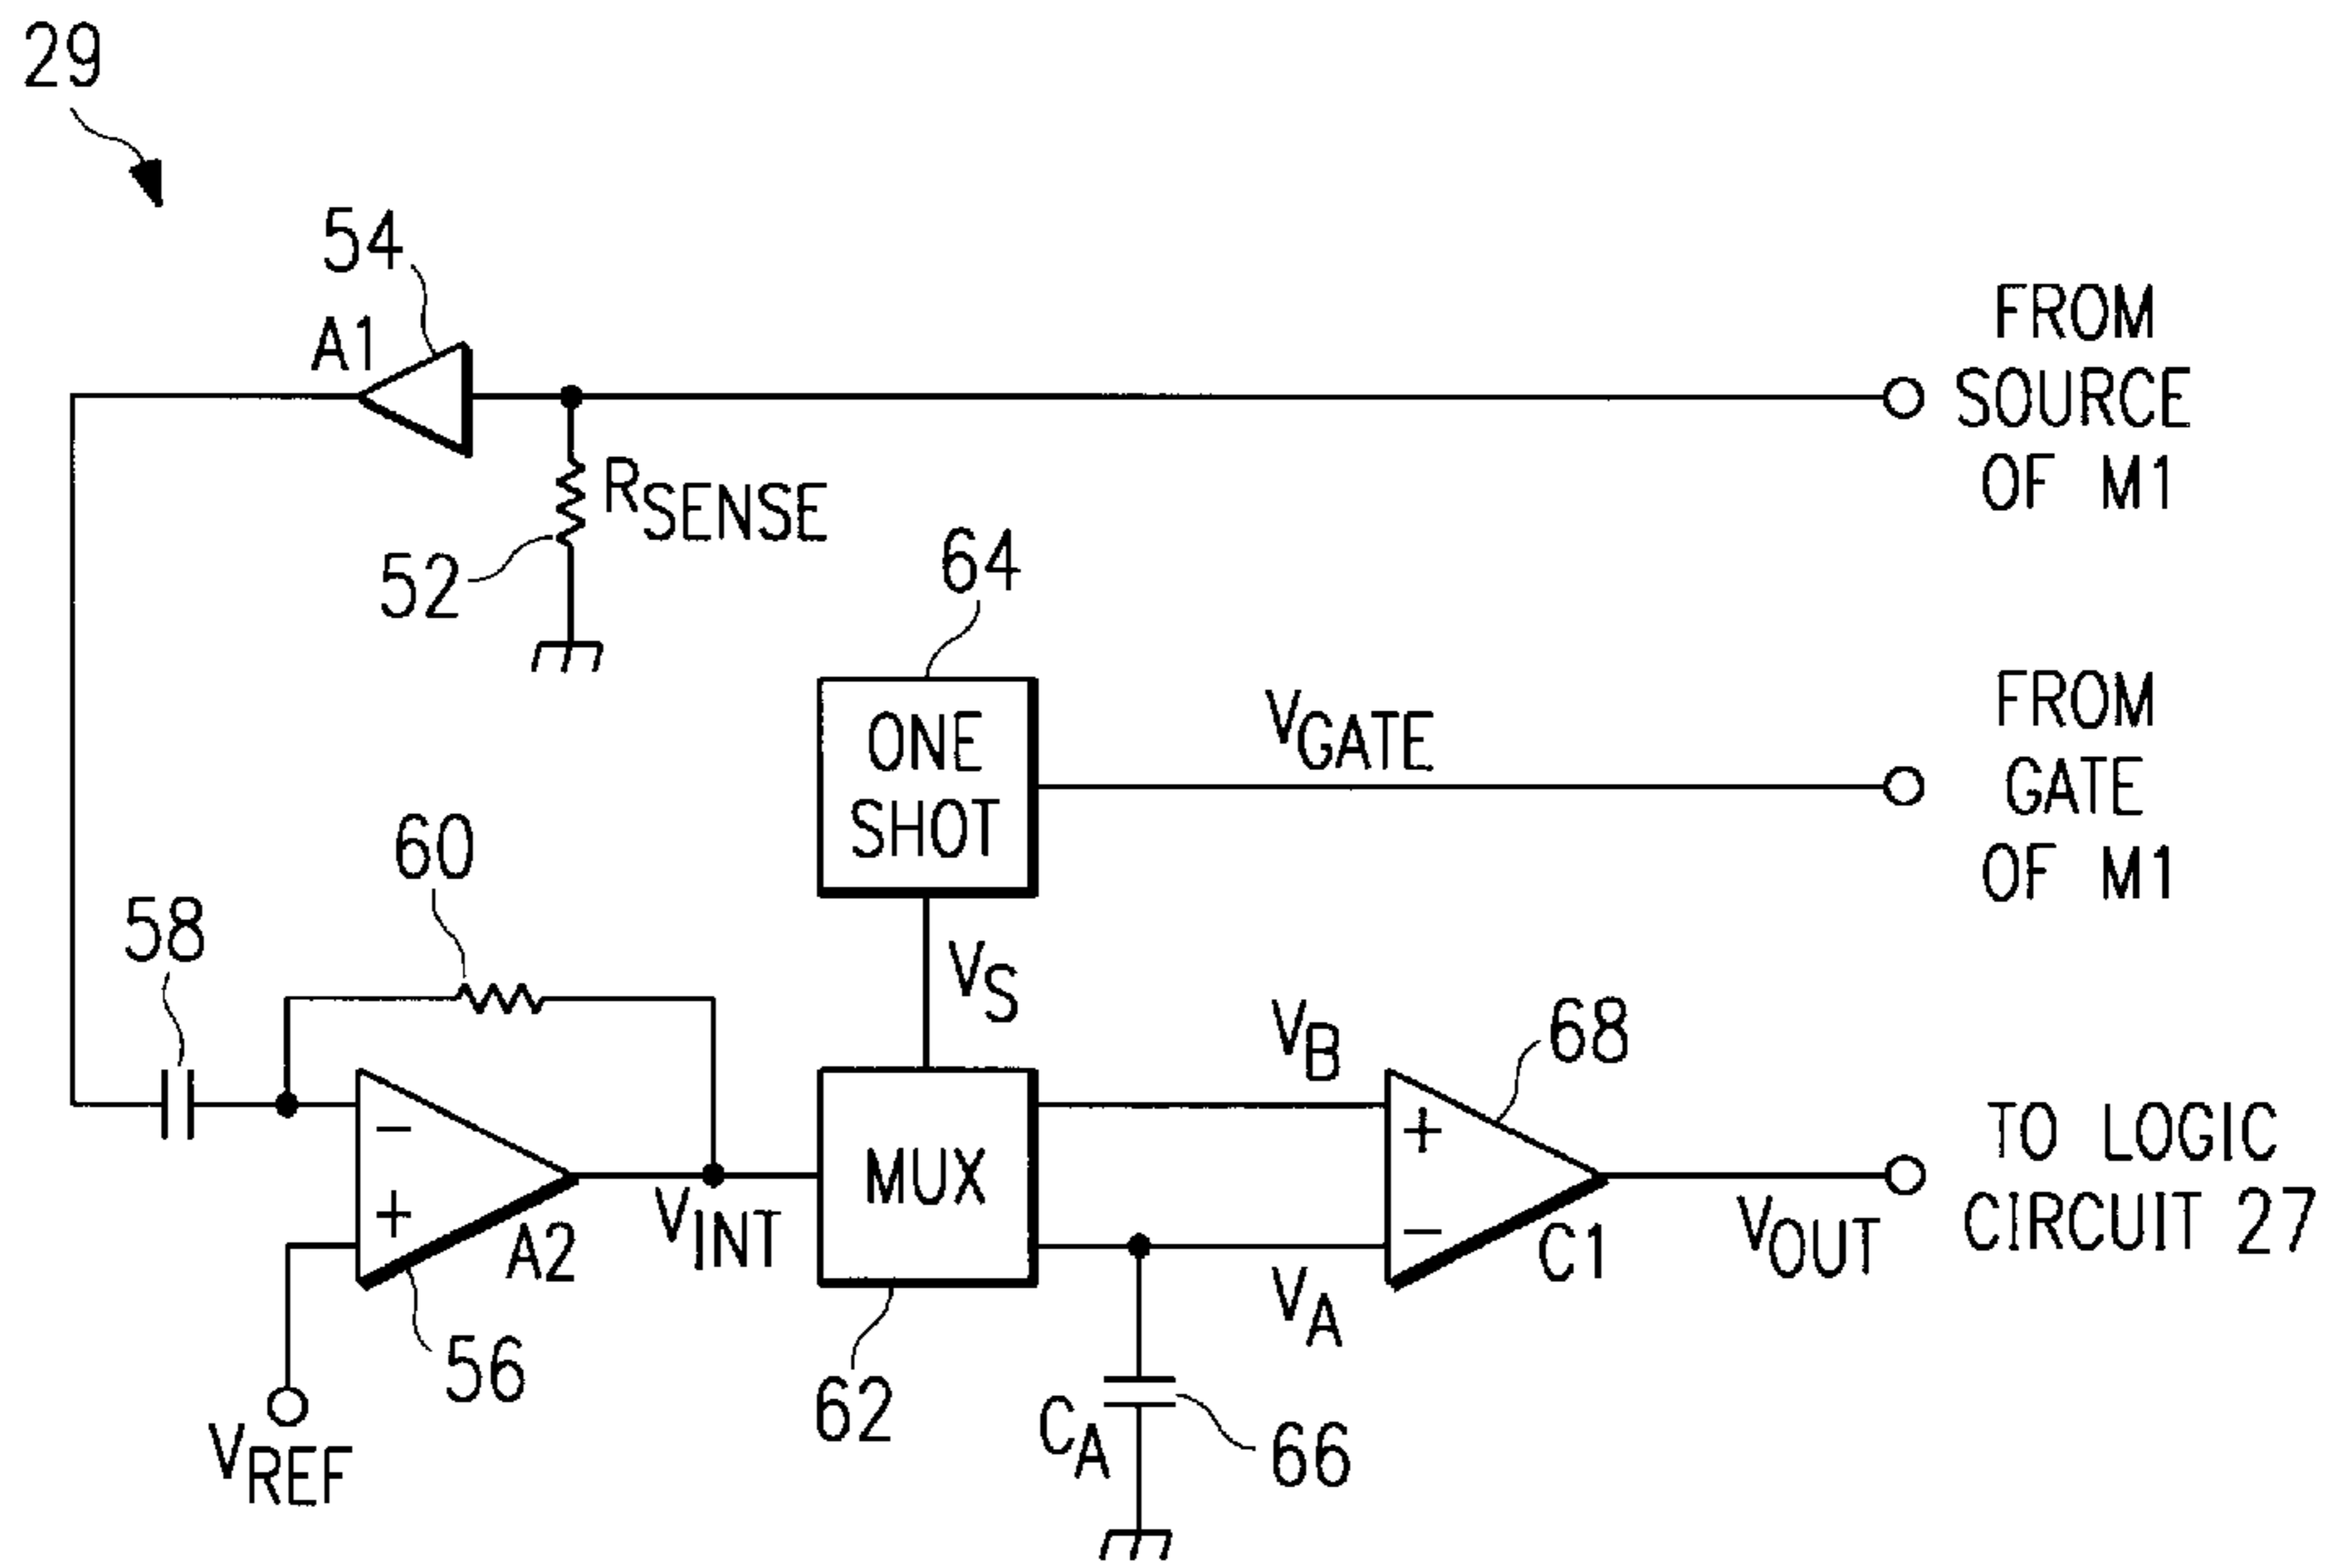 29
54
A1
FROM
SOURCE
OF M1
RSENSE
52
64
ONE
SHOT
VGATE
FROM
GATE
OF M1
60
58
VS
VB
68
MUX
TO LOGIC
CIRCUIT 27
VINT
A2
C1
VOUT
VA
56
62
CA
66
VREF
-
+
+
-